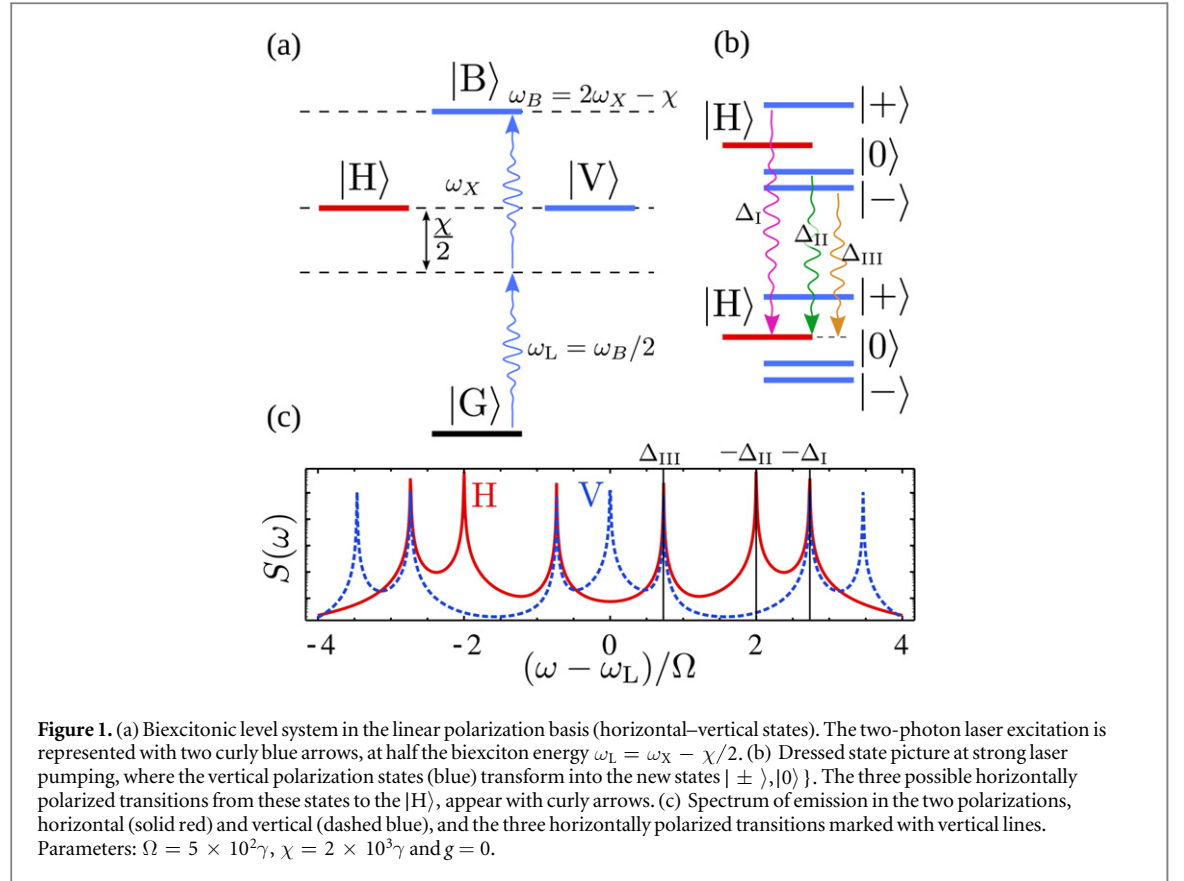 (a)
(b)
|B⟩
ω_B = 2ω_X − χ
|H⟩
ω_X
|V⟩
χ/2
ω_L = ω_B/2
|G⟩
|+⟩
|H⟩
|0⟩
|−⟩
Δ_I
Δ_II
Δ_III
|+⟩
|H⟩
|0⟩
|−⟩
(c)
Δ_III −Δ_II −Δ_I
H V
S(ω)
-4 -2 0 2 4
(ω − ω_L)/Ω
Figure 1. (a) Biexcitonic level system in the linear polarization basis (horizontal–vertical states). The two-photon laser excitation is
represented with two curly blue arrows, at half the biexciton energy ω_L = ω_X − χ/2. (b) Dressed state picture at strong laser
pumping, where the vertical polarization states (blue) transform into the new states | ± ⟩,|0⟩ }. The three possible horizontally
polarized transitions from these states to the |H⟩, appear with curly arrows. (c) Spectrum of emission in the two polarizations,
horizontal (solid red) and vertical (dashed blue), and the three horizontally polarized transitions marked with vertical lines.
Parameters: Ω = 5 × 10²γ, χ = 2 × 10³γ and g = 0.